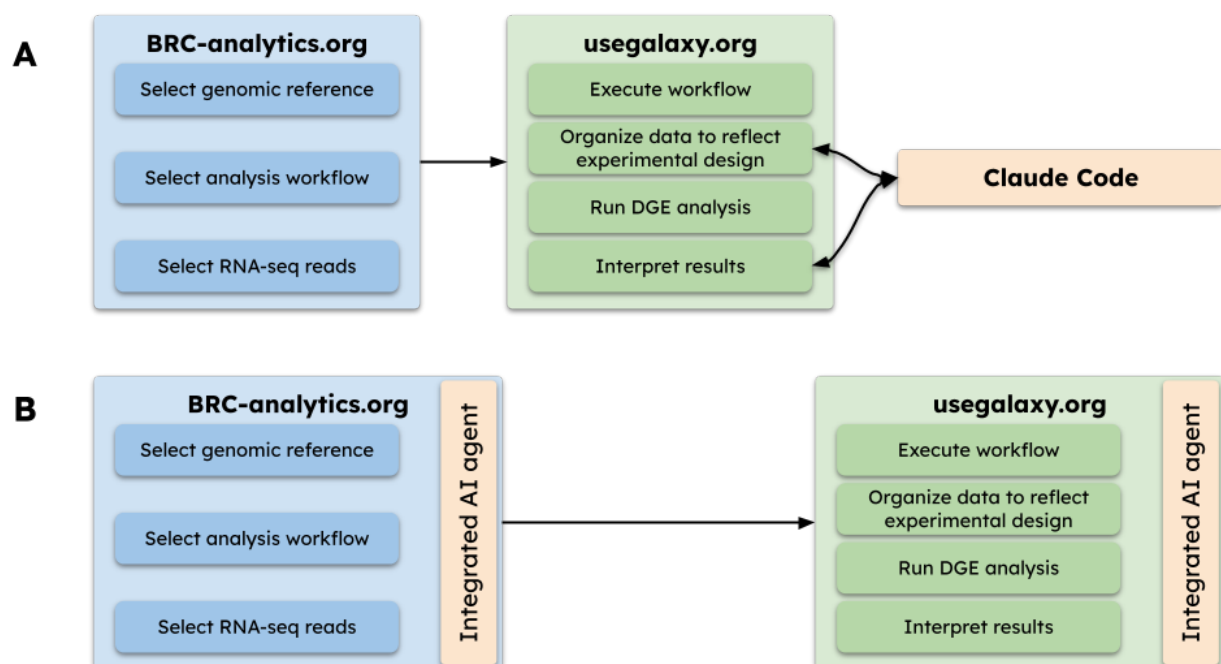 A
BRC-analytics.org
Select genomic reference
Select analysis workflow
Select RNA-seq reads
usegalaxy.org
Execute workflow
Organize data to reflect
experimental design
Run DGE analysis
Interpret results
Claude Code
B
BRC-analytics.org
Select genomic reference
Select analysis workflow
Select RNA-seq reads
Integrated AI agent
usegalaxy.org
Execute workflow
Organize data to reflect
experimental design
Run DGE analysis
Interpret results
Integrated AI agent